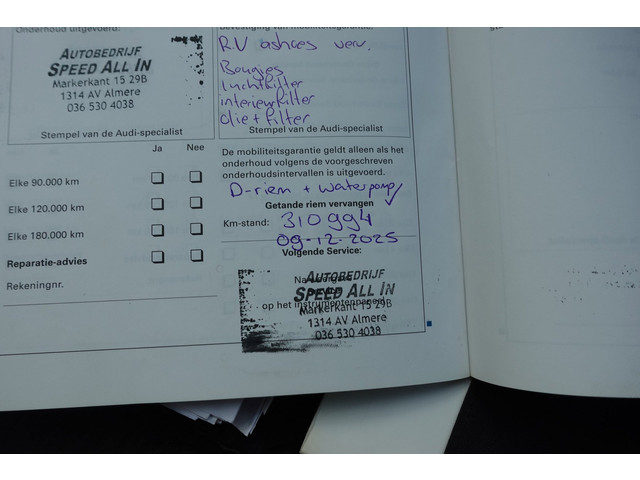 Onderhoud uitgevoerd:
AUTOBEDRIJF
SPEED ALL IN
Markerkant 15 29B
1314 AV Almere
036 530 4038
Stempel van de Audi-specialist
Ja Nee
Elke 90.000 km
Elke 120.000 km
Elke 180.000 km
Reparatie-advies
Rekeningnr.
bevestiging van mobiliteitsgarantie:
R.V ashoes verv.
Bougies
luchtfilter
interieurfilter
olie + filter
Stempel van de Audi-specialist
De mobiliteitsgarantie geldt alleen als het
onderhoud volgens de voorgeschreven
onderhoudsintervallen is uitgevoerd.
D-riem + waterpomp
Getande riem vervangen
Km-stand: 310994
09-12-2025
Volgende Service:
op het instrumentenpaneel
AUTOBEDRIJF
SPEED ALL IN
Markerkant 15 29B
1314 AV Almere
036 530 4038